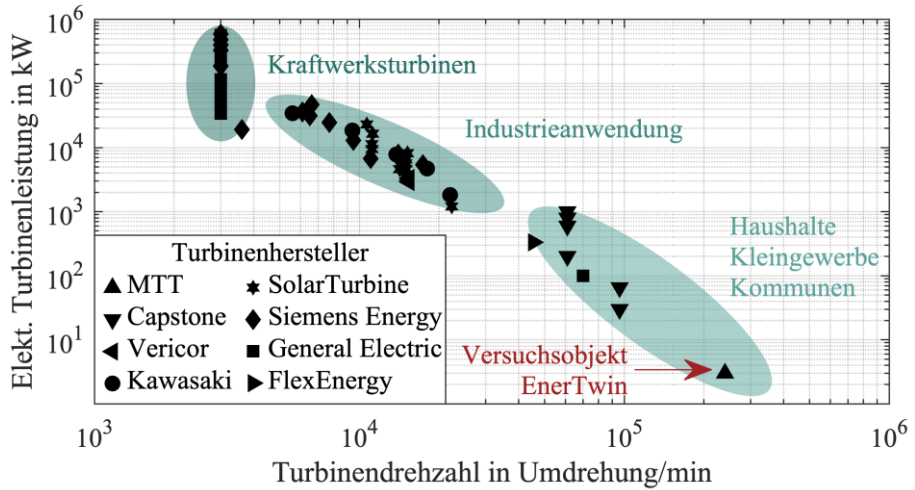 Elekt. Turbinenleistung in kW
10^6
10^5
10^4
10^3
10^2
10^1
Kraftwerksturbinen
Industrieanwendung
Haushalte
Kleingewerbe
Kommunen
Turbinenhersteller
MTT
Capstone
Vericor
Kawasaki
SolarTurbine
Siemens Energy
General Electric
FlexEnergy
Versuchsobjekt
EnerTwin
10^3
10^4
10^5
10^6
Turbinendrehzahl in Umdrehung/min